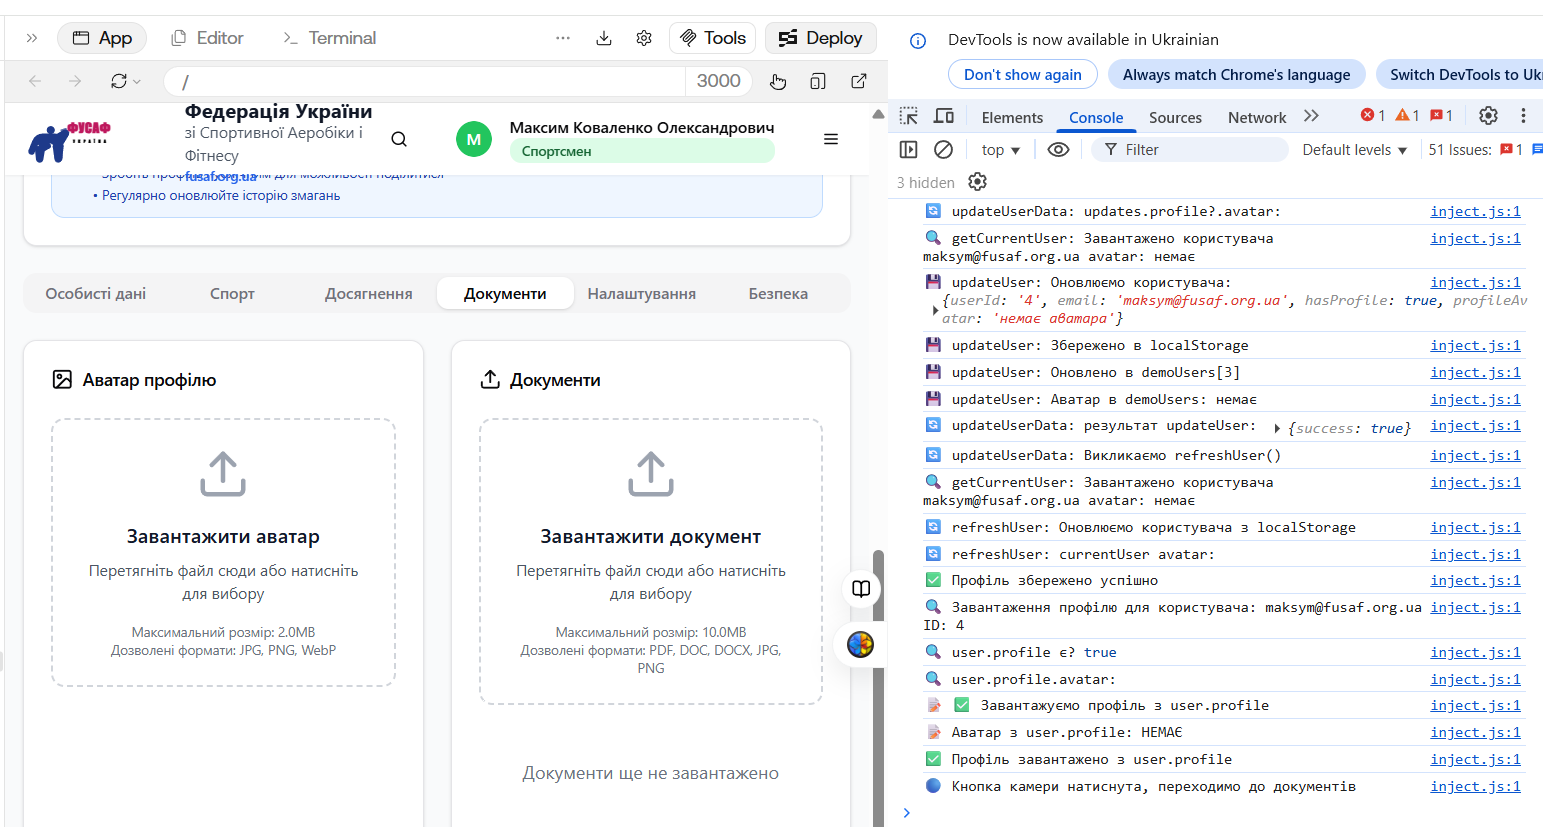 App
Editor
Terminal
Tools
Deploy
/
3000
ФУСАФ
УКРАЇНА
Федерація України
зі Спортивної Аеробіки і
Фітнесу
fusaf.org.ua
М
Максим Коваленко Олександрович
Спортсмен
• Регулярно оновлюйте історію змагань
Особисті дані
Спорт
Досягнення
Документи
Налаштування
Безпека
Аватар профілю
Завантажити аватар
Перетягніть файл сюди або натисніть
для вибору
Максимальний розмір: 2.0MB
Дозволені формати: JPG, PNG, WebP
Документи
Завантажити документ
Перетягніть файл сюди або натисніть
для вибору
Максимальний розмір: 10.0MB
Дозволені формати: PDF, DOC, DOCX, JPG,
PNG
Документи ще не завантажено
DevTools is now available in Ukrainian
Don't show again
Always match Chrome's language
Switch DevTools to Uk
Elements
Console
Sources
Network
1
1
1
top
Filter
Default levels
51 Issues:
1
3 hidden
updateUserData: updates.profile?.avatar: inject.js:1
getCurrentUser: Завантажено користувача inject.js:1
maksym@fusaf.org.ua avatar: немає
updateUser: Оновлюємо користувача: inject.js:1
{userId: '4', email: 'maksym@fusaf.org.ua', hasProfile: true, profileAv
atar: 'немає аватара'}
updateUser: Збережено в localStorage inject.js:1
updateUser: Оновлено в demoUsers[3] inject.js:1
updateUser: Аватар в demoUsers: немає inject.js:1
updateUserData: результат updateUser: {success: true} inject.js:1
updateUserData: Викликаємо refreshUser() inject.js:1
getCurrentUser: Завантажено користувача inject.js:1
maksym@fusaf.org.ua avatar: немає
refreshUser: Оновлюємо користувача з localStorage inject.js:1
refreshUser: currentUser avatar: inject.js:1
Профіль збережено успішно inject.js:1
Завантаження профілю для користувача: maksym@fusaf.org.ua inject.js:1
ID: 4
user.profile є? true inject.js:1
user.profile.avatar: inject.js:1
Завантажуємо профіль з user.profile inject.js:1
Аватар з user.profile: НЕМАЄ inject.js:1
Профіль завантажено з user.profile inject.js:1
Кнопка камери натиснута, переходимо до документів inject.js:1